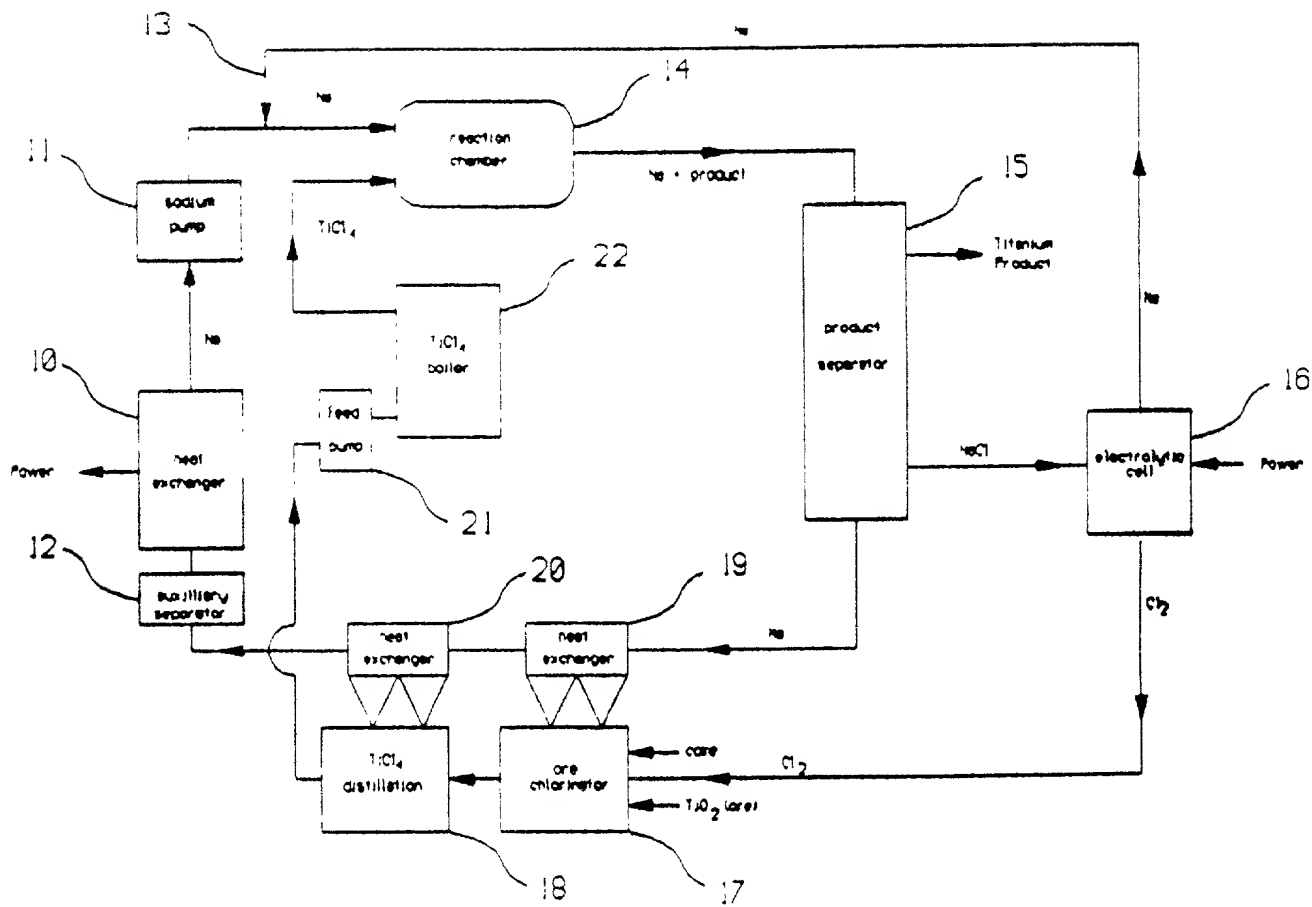 13
Na
14
Na
reaction
chamber
11
Na + product
15
sodium
pump
TiCl4
22
Titanium
Product
Na
TiCl4
boiler
product
separator
Na
10
16
Feed
pump
heat
exchanger
Power
NaCl
electrolytic
cell
Power
21
12
auxilliary
separator
20
19
Cl2
heat
exchanger
heat
exchanger
Na
TiCl4
distillation
ore
chlorinator
Cl2
TiO2 (ore)
18
17